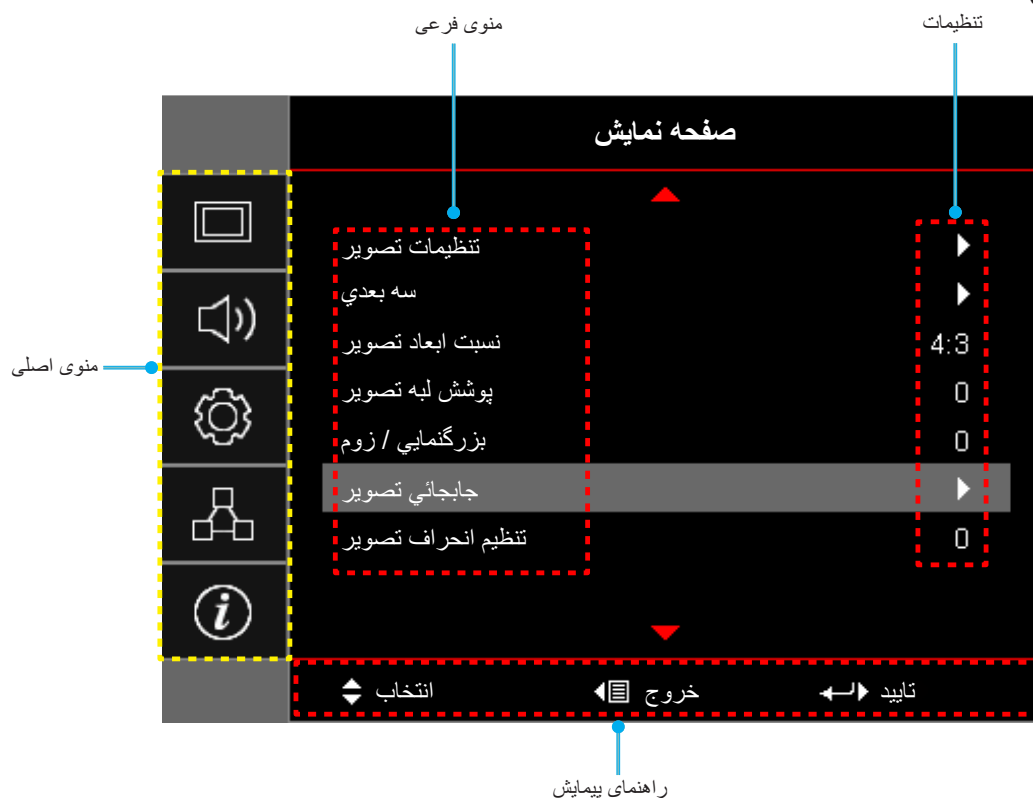 منوی فرعی
تنظیمات
صفحه نمایش
تنظیمات تصویر
سه بعدي
نسبت ابعاد تصویر 4:3
پوشش لبه تصویر 0
بزرگنمايي / زوم 0
جابجائي تصویر
تنظیم انحراف تصویر 0
منوی اصلی
انتخاب
خروج
تایید
راهنمای پیمایش